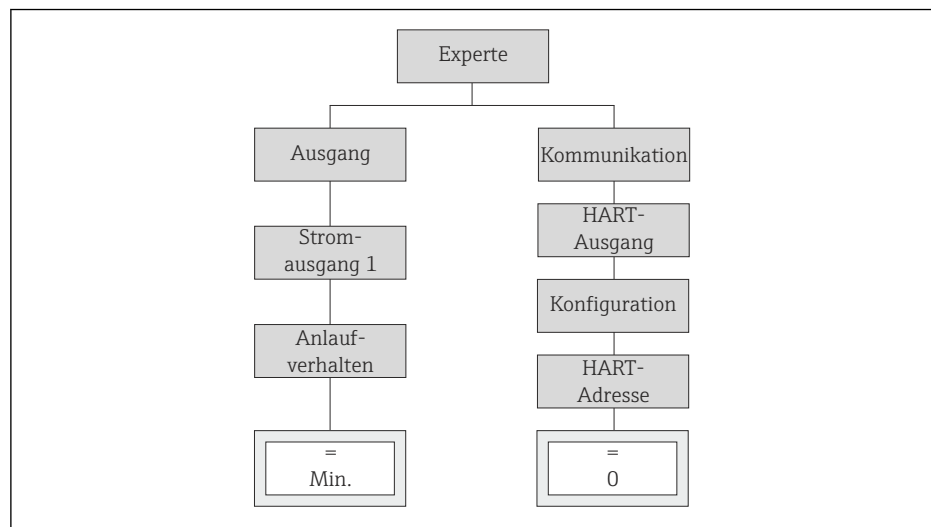 Experte
Ausgang
Strom-
ausgang 1
Anlauf-
verhalten
=
Min.
Kommunikation
HART-
Ausgang
Konfiguration
HART-
Adresse
=
0